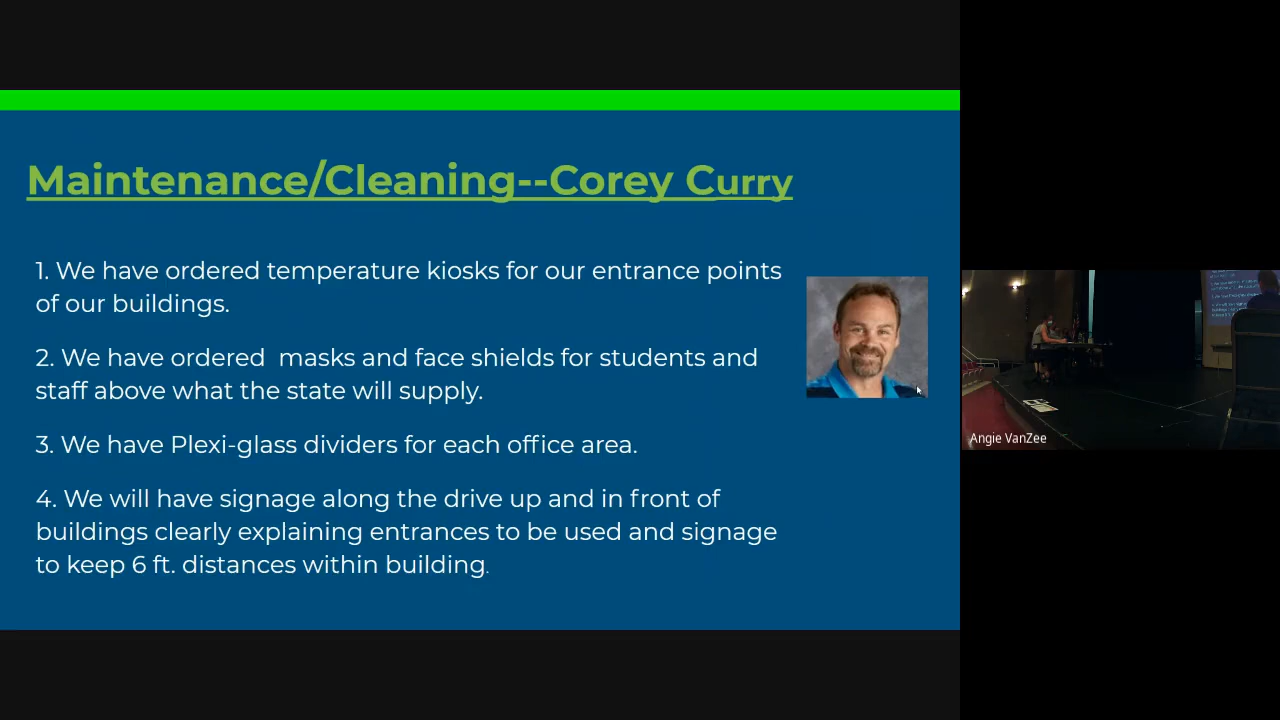 Maintenance/Cleaning--Corey Curry
1. We have ordered temperature kiosks for our entrance points
of our buildings.
2. We have ordered  masks and face shields for students and
staff above what the state will supply.
3. We have Plexi-glass dividers for each office area.
4. We will have signage along the drive up and in front of
buildings clearly explaining entrances to be used and signage
to keep 6 ft. distances within building.
Angie VanZee